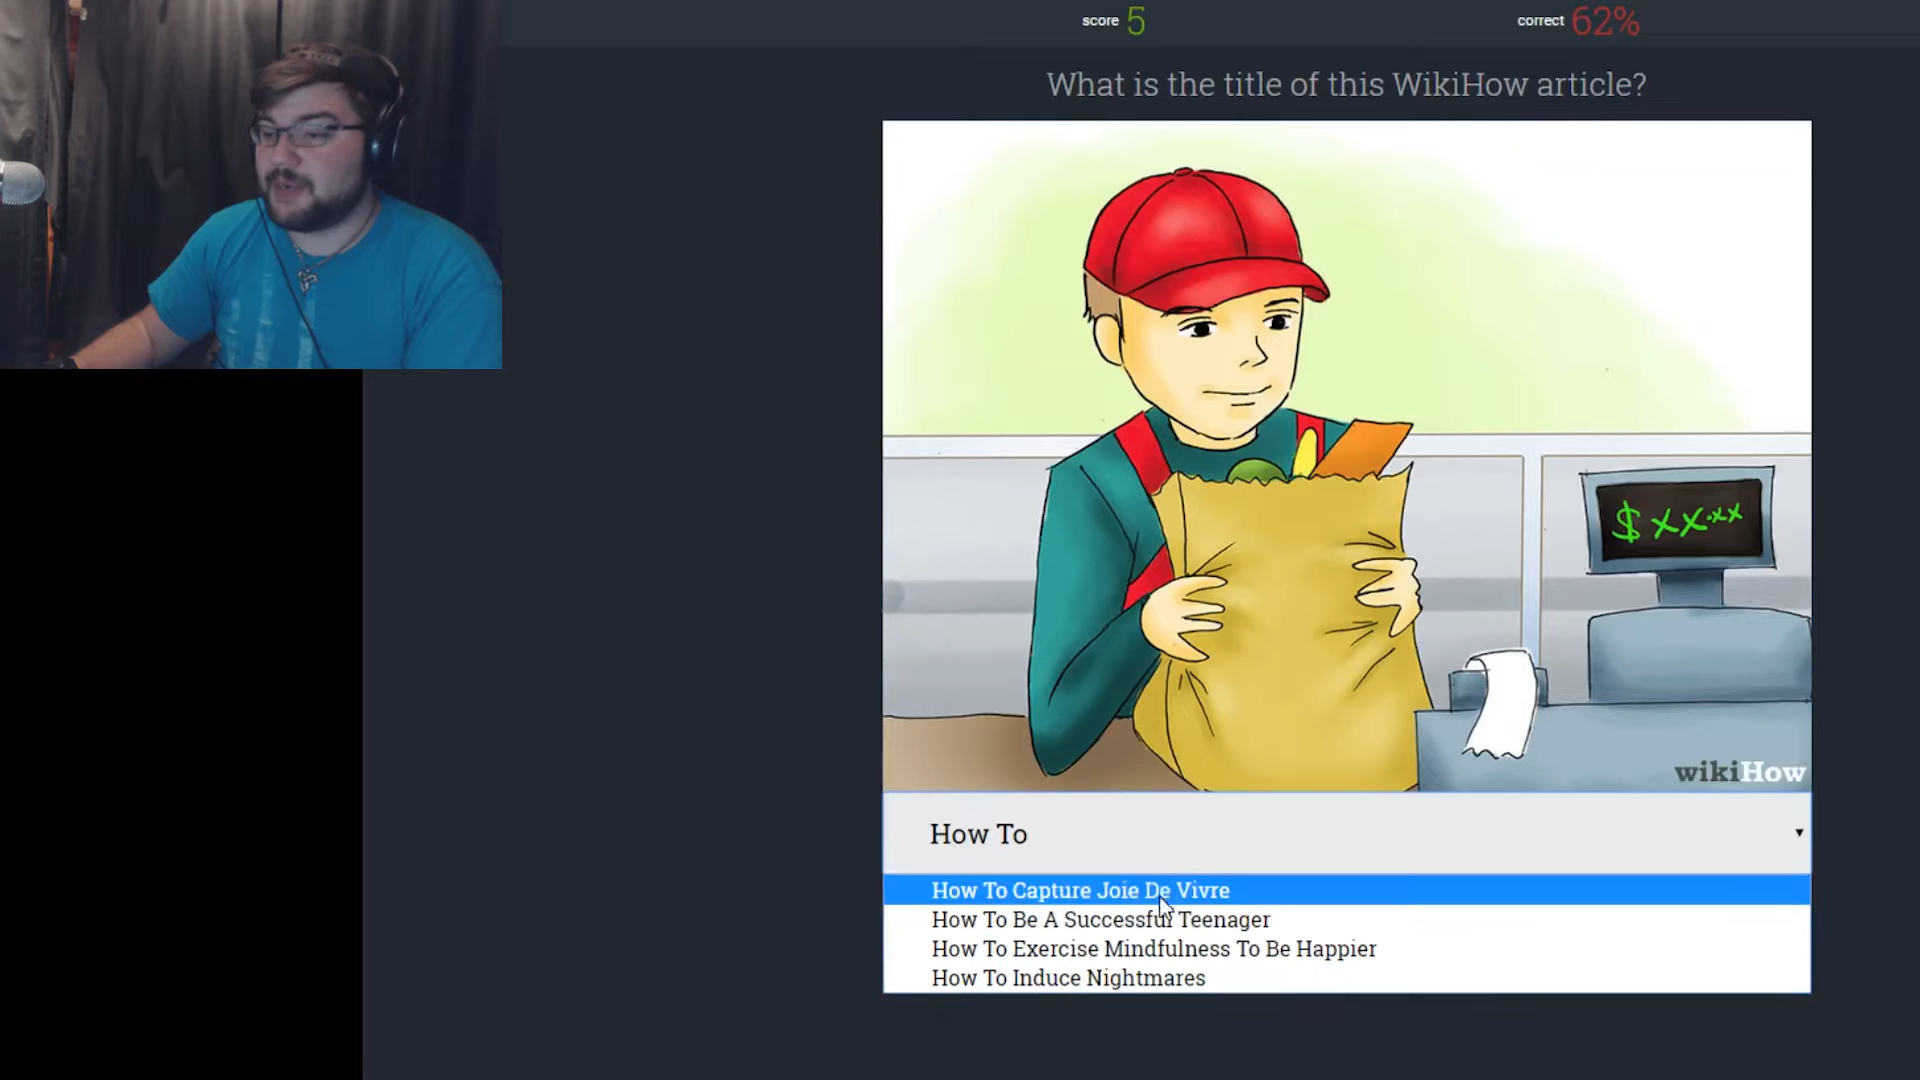 score 5
correct 62%
What is the title of this WikiHow article?
$ xx.xx
wikiHow
How To
How To Capture Joie De Vivre
How To Be A Successful Teenager
How To Exercise Mindfulness To Be Happier
How To Induce Nightmares